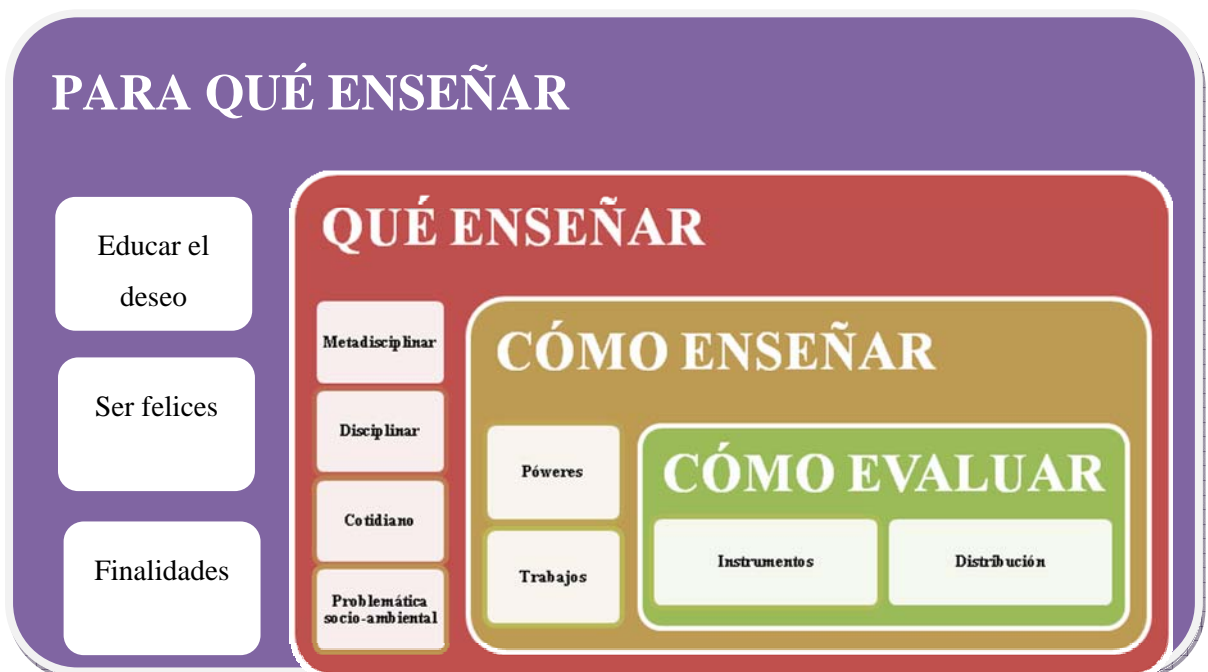 PARA QUÉ ENSEÑAR
Educar el
deseo
Ser felices
Finalidades
QUÉ ENSEÑAR
Metadisciplinar
Disciplinar
Cotidiano
Problemática
socio-ambiental
CÓMO ENSEÑAR
Póweres
Trabajos
CÓMO EVALUAR
Instrumentos
Distribución